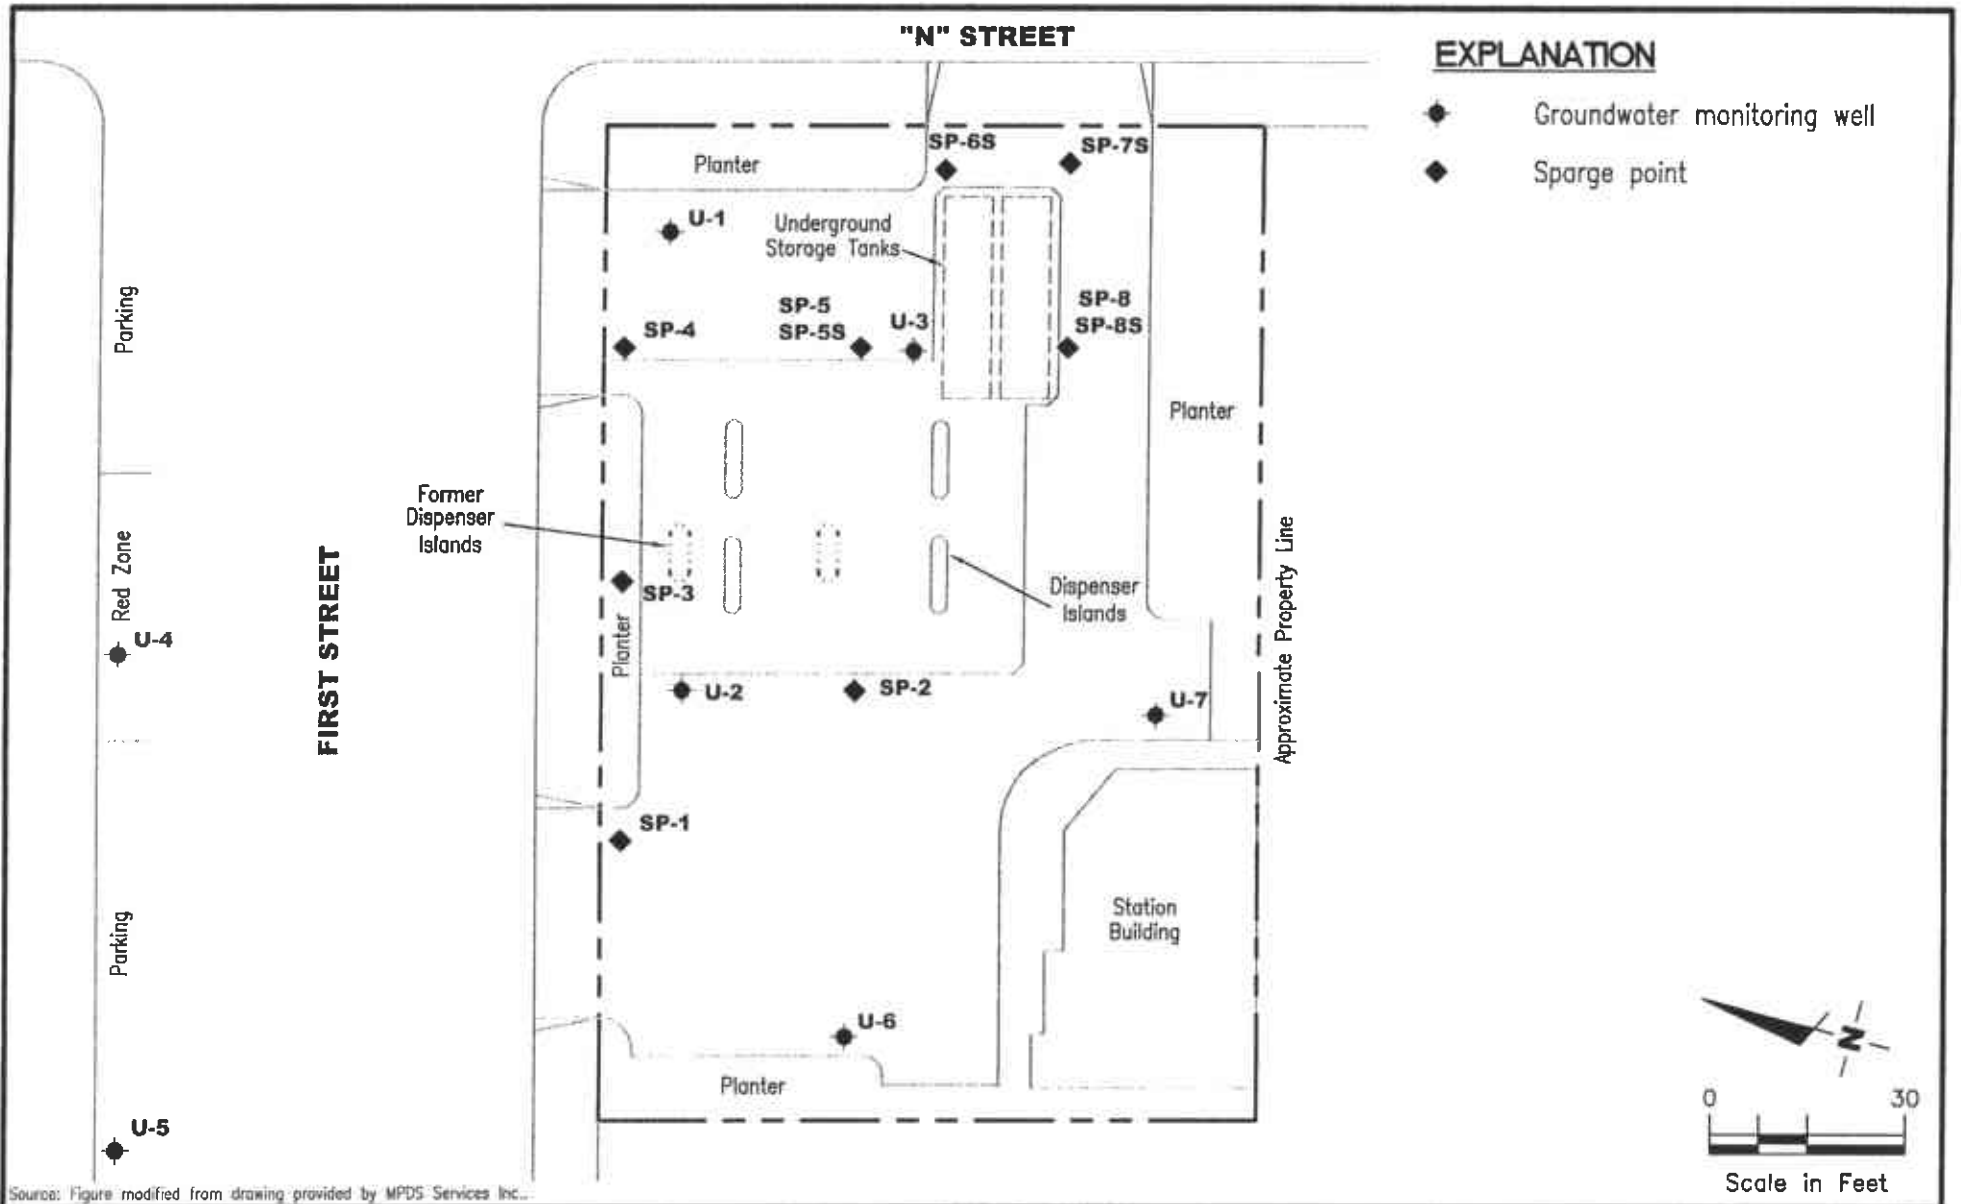 "N" STREET
EXPLANATION
Groundwater monitoring well
Sparge point
Planter
SP-6S
SP-7S
U-1
Underground
Storage Tanks
SP-5
SP-5S
U-3
SP-8
SP-8S
SP-4
Parking
Planter
Former
Dispenser
Islands
Red Zone
U-4
FIRST STREET
SP-3
Planter
Dispenser
Islands
Approximate Property Line
U-2
SP-2
U-7
SP-1
Parking
Station
Building
U-6
Planter
U-5
N
0 30
Scale in Feet
Source: Figure modified from drawing provided by MPDS Services Inc..